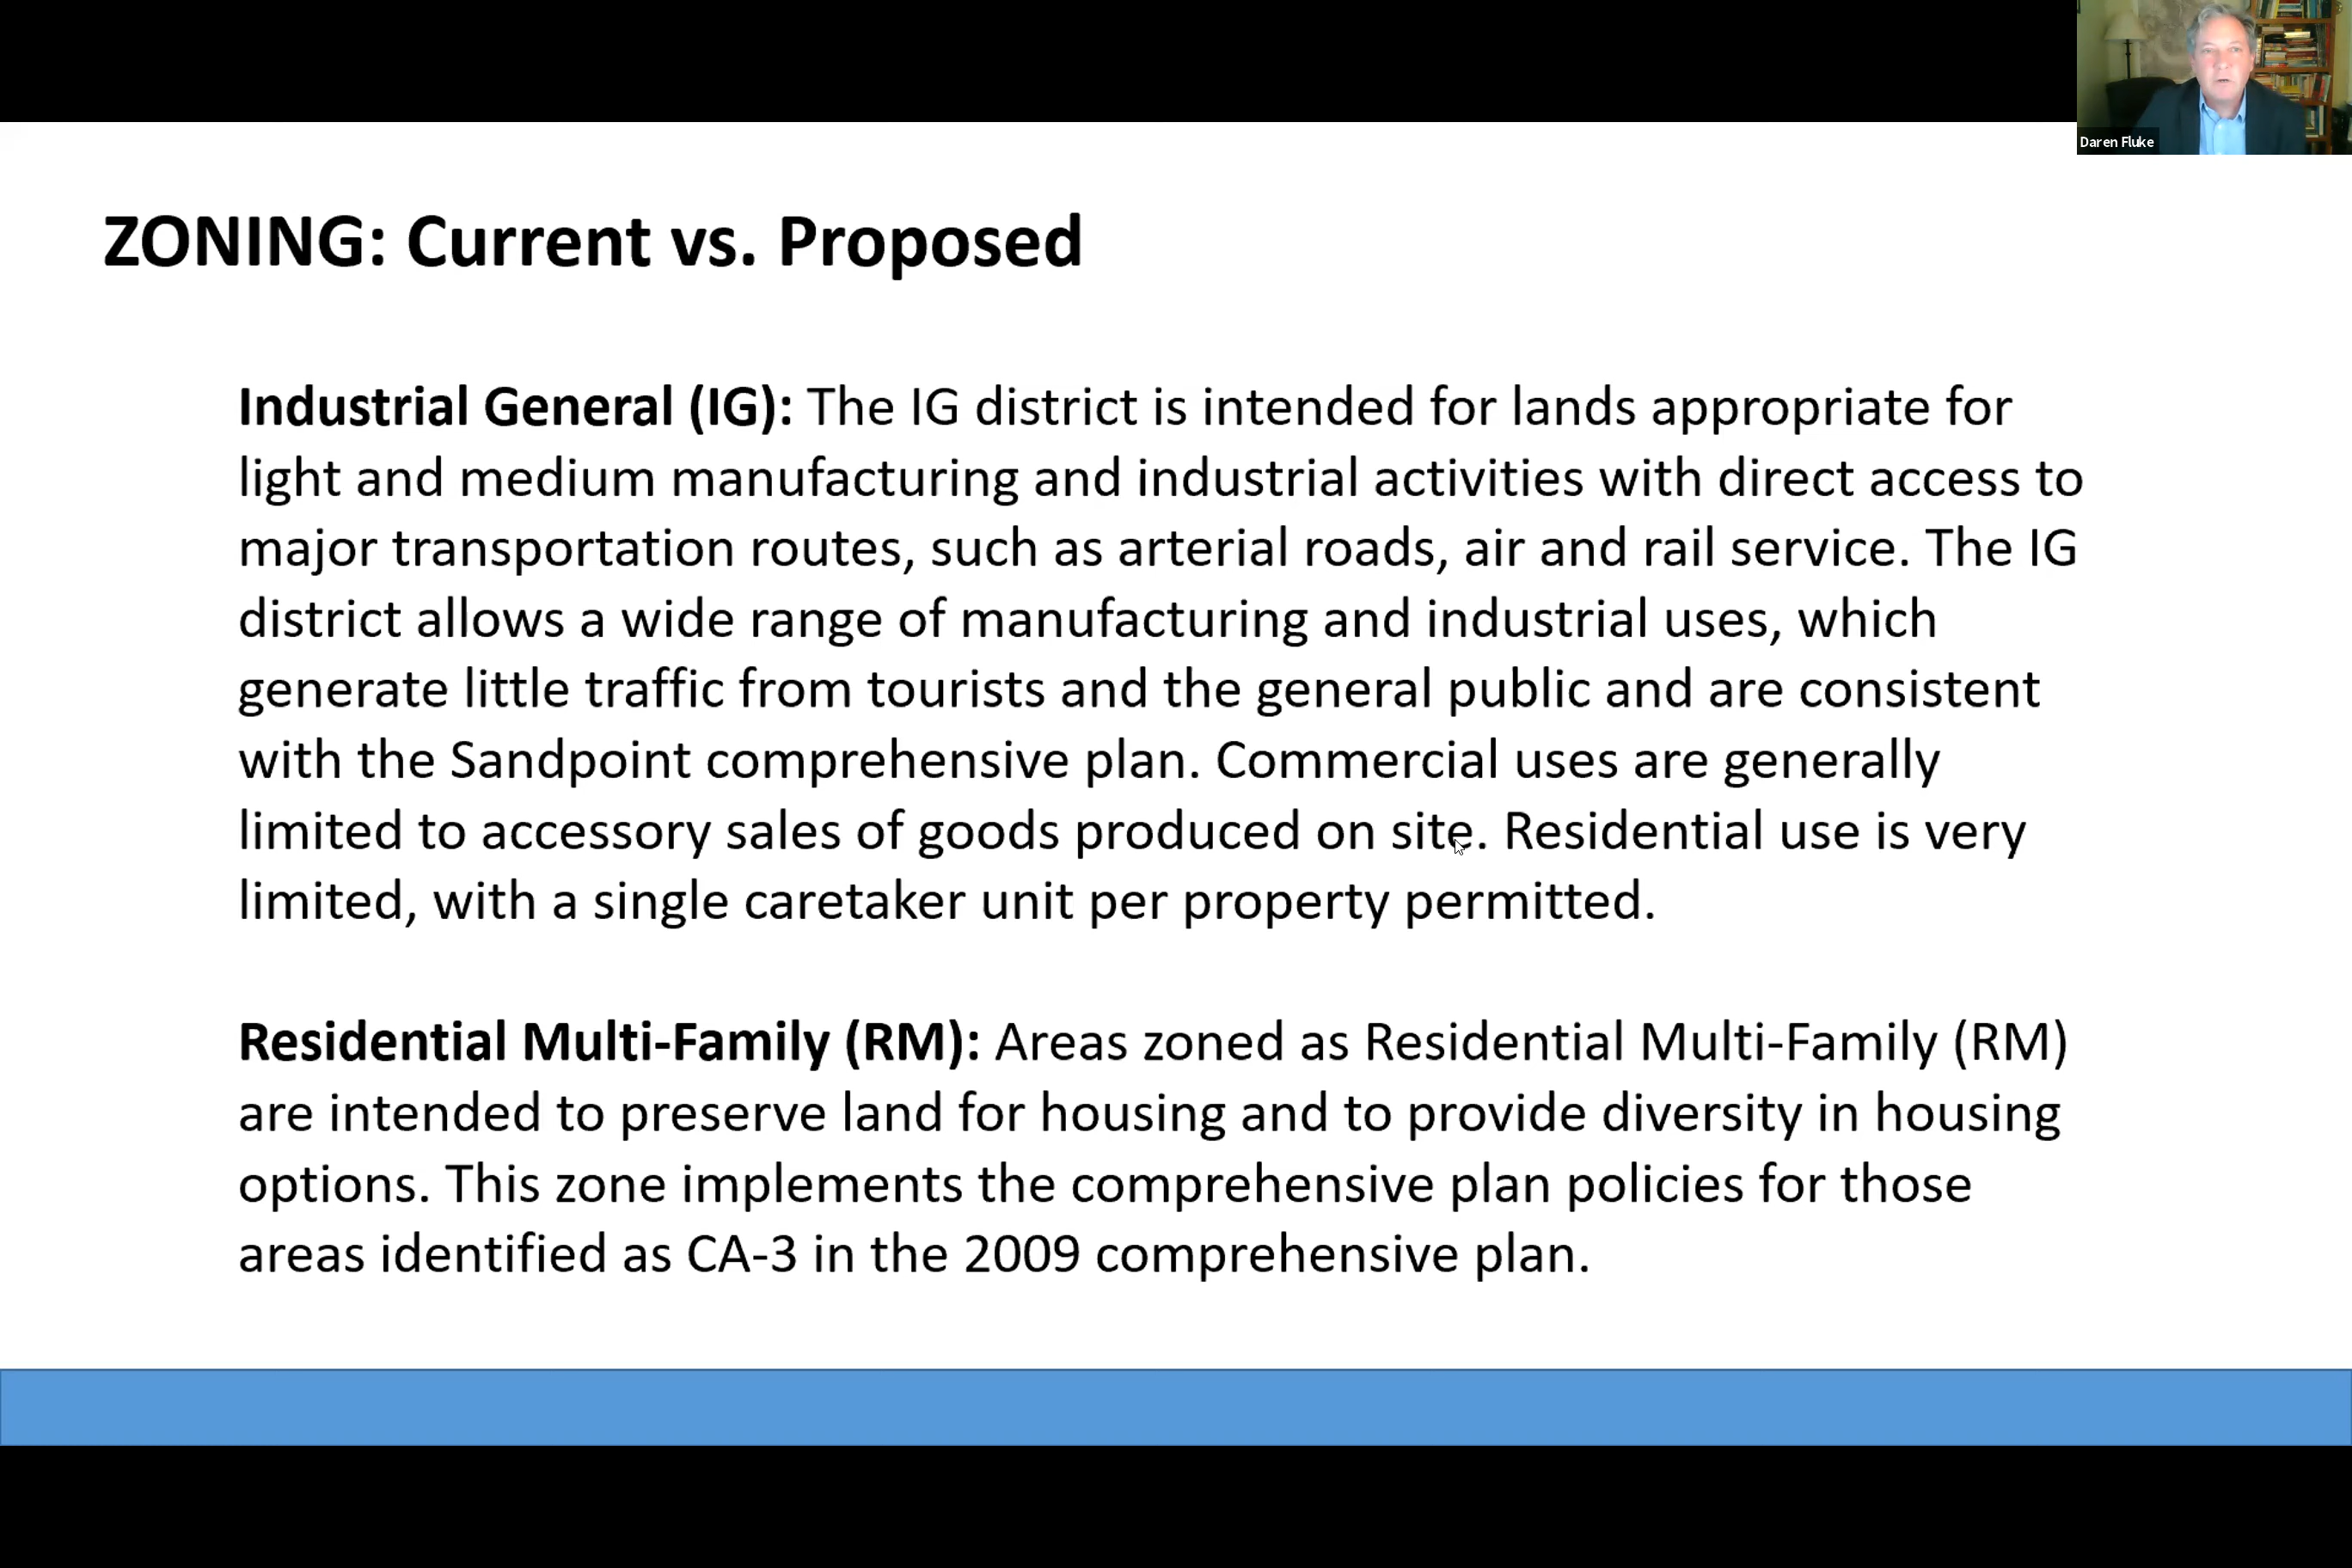 Daren Fluke
ZONING: Current vs. Proposed
Industrial General (IG): The IG district is intended for lands appropriate for
light and medium manufacturing and industrial activities with direct access to
major transportation routes, such as arterial roads, air and rail service. The IG
district allows a wide range of manufacturing and industrial uses, which
generate little traffic from tourists and the general public and are consistent
with the Sandpoint comprehensive plan. Commercial uses are generally
limited to accessory sales of goods produced on site. Residential use is very
limited, with a single caretaker unit per property permitted.
Residential Multi-Family (RM): Areas zoned as Residential Multi-Family (RM)
are intended to preserve land for housing and to provide diversity in housing
options. This zone implements the comprehensive plan policies for those
areas identified as CA-3 in the 2009 comprehensive plan.